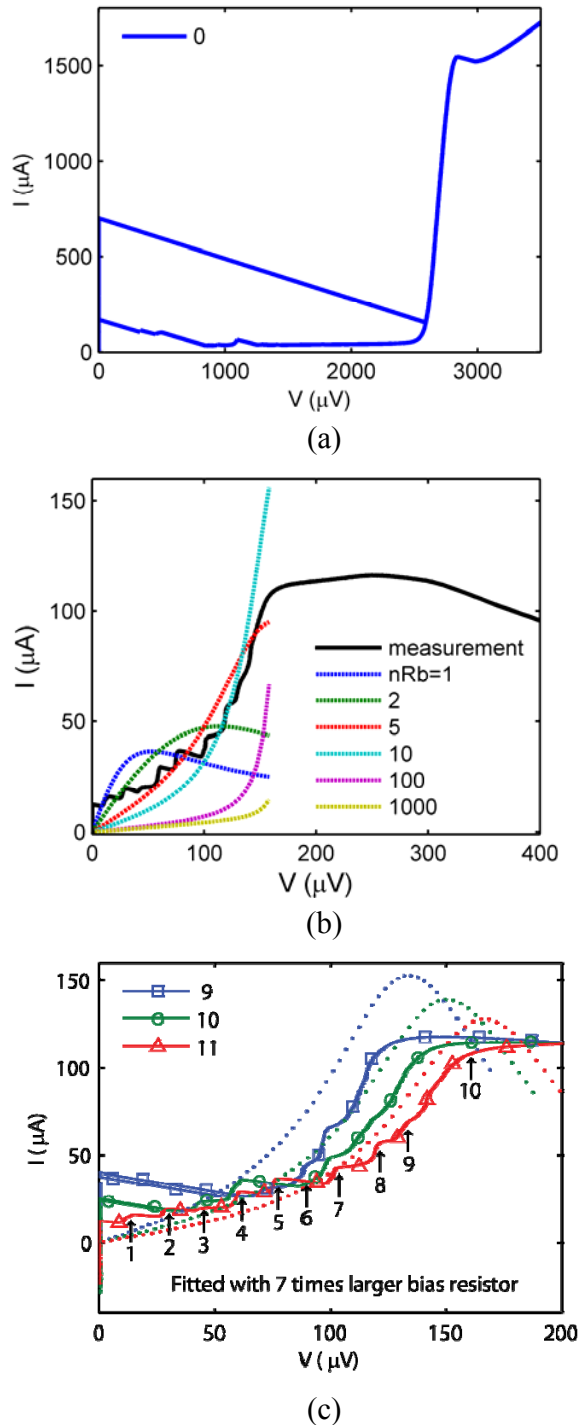 0
1500
1000
500
0
I (μA)
0 1000 2000 3000
V (μV)
(a)
150
100
50
0
I (μA)
measurement
nRb=1
2
5
10
100
1000
0 100 200 300 400
V (μV)
(b)
150
100
50
0
I (μA)
9
10
11
1 2 3 4 5 6 7 8 9 10
Fitted with 7 times larger bias resistor
0 50 100 150 200
V ( μV)
(c)